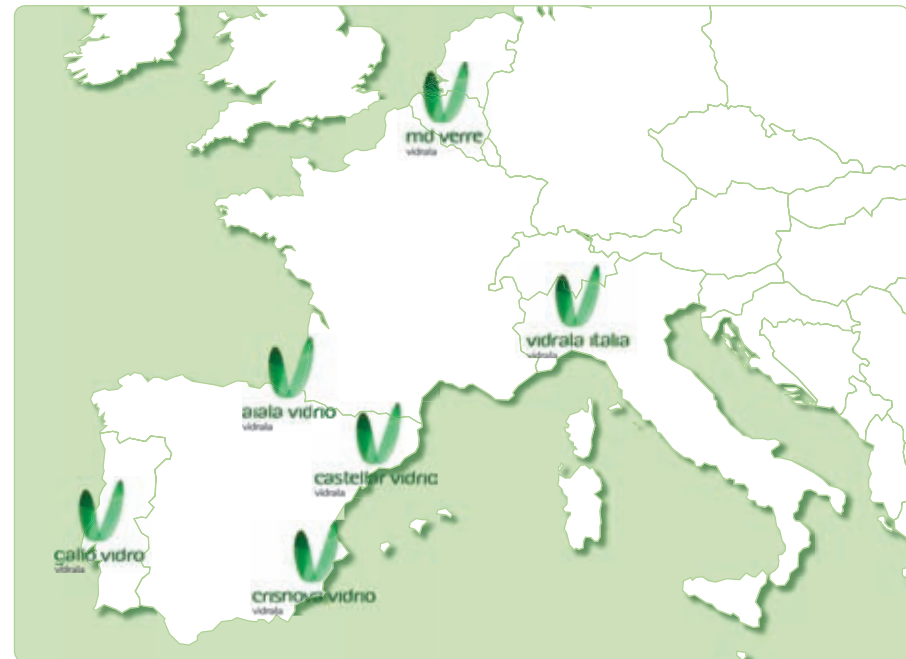 md verre
vidrala
vidrala italia
vidrala
aiala vidrio
vidrala
castellar vidrio
vidrala
gallo vidro
vidrala
crisnova vidrio
vidrala